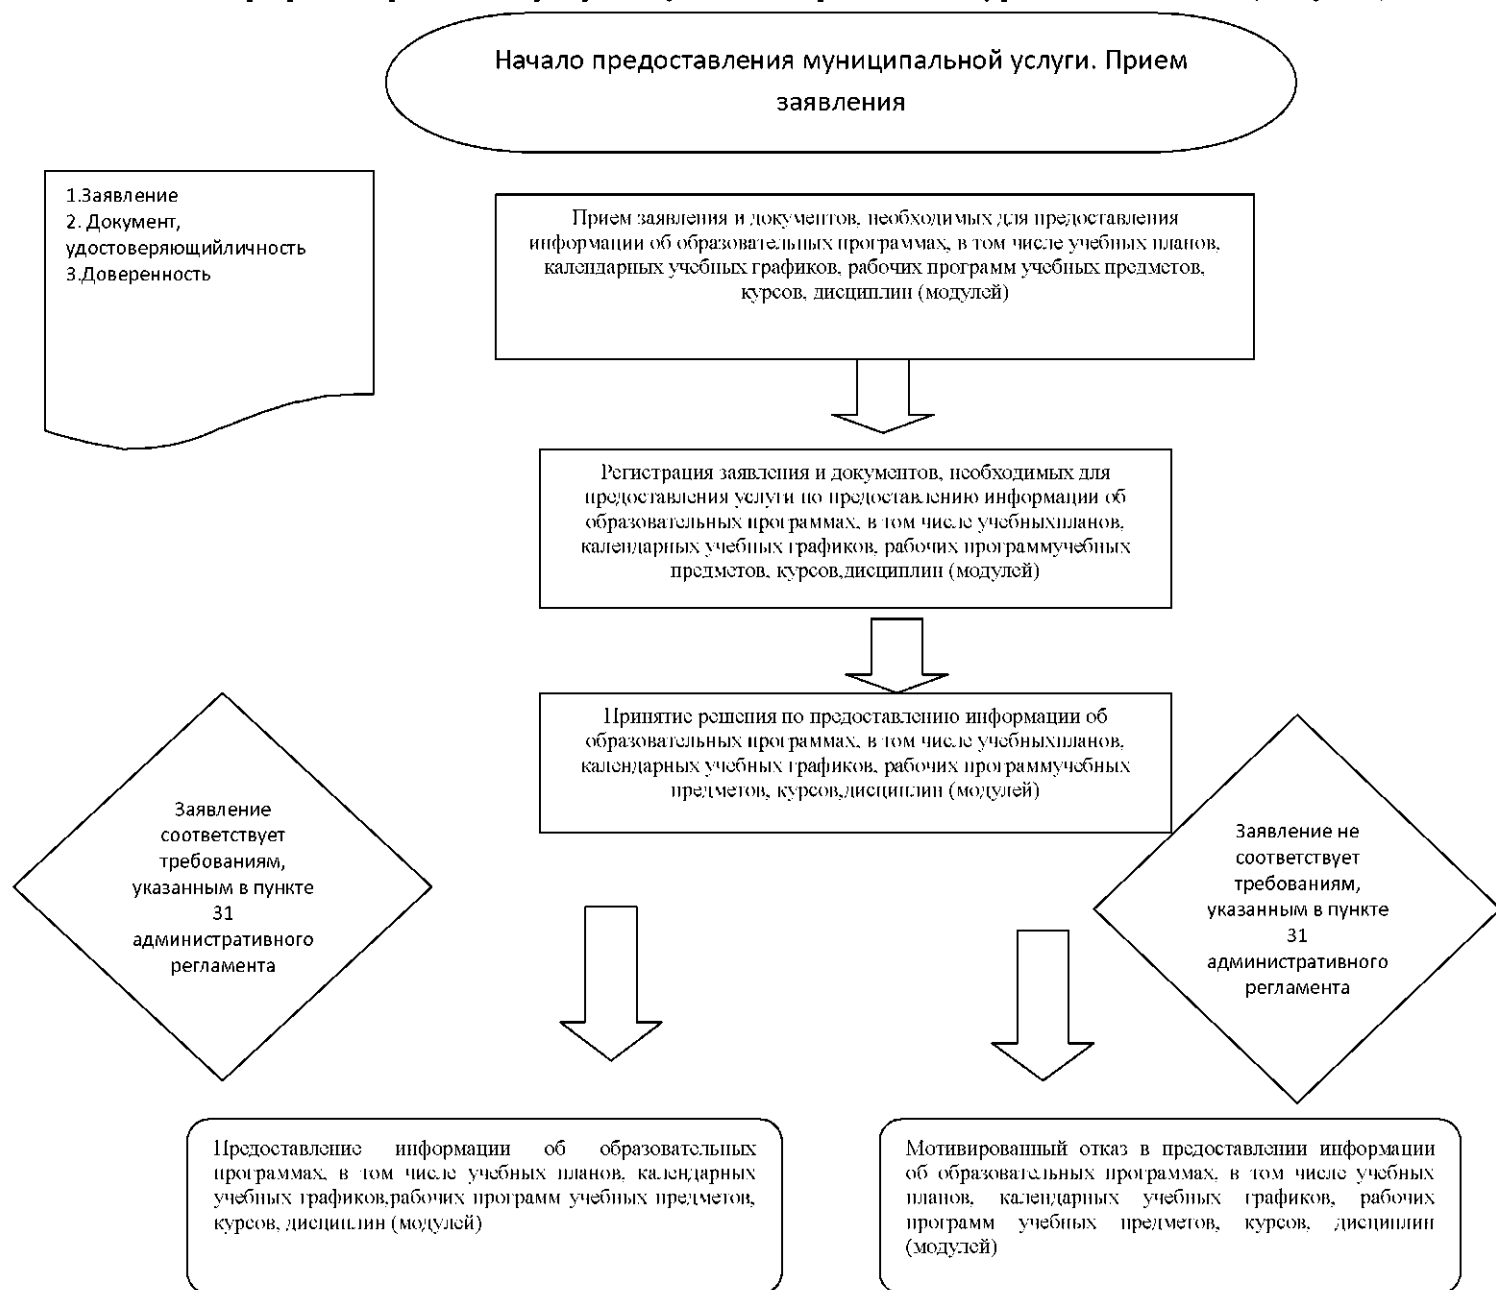 Начало предоставления муниципальной услуги. Прием
заявления
1.Заявление
2. Документ,
удостоверяющийличность
3.Доверенность
Прием заявления и документов, необходимых для предоставления
информации об образовательных программах, в том числе учебных планов,
календарных учебных графиков, рабочих программ учебных предметов,
курсов, дисциплин (модулей)
Регистрация заявления и документов, необходимых для
предоставления услуги по предоставлению информации об
образовательных программах, в том числе учебныхпланов,
календарных учебных графиков, рабочих программучебных
предметов, курсов,дисциплин (модулей)
Принятие решения по предоставлению информации об
образовательных программах, в том числе учебныхпланов,
календарных учебных графиков, рабочих программучебных
предметов, курсов,дисциплин (модулей)
Заявление
соответствует
требованиям,
указанным в пункте
31
административного
регламента
Заявление не
соответствует
требованиям,
указанным в пункте
31
административного
регламента
Предоставление информации об образовательных
программах, в том числе учебных планов, календарных
учебных графиков,рабочих программ учебных предметов,
курсов, дисциплин (модулей)
Мотивированный отказ в предоставлении информации
об образовательных программах, в том числе учебных
планов, календарных учебных графиков, рабочих
программ учебных предметов, курсов, дисциплин
(модулей)